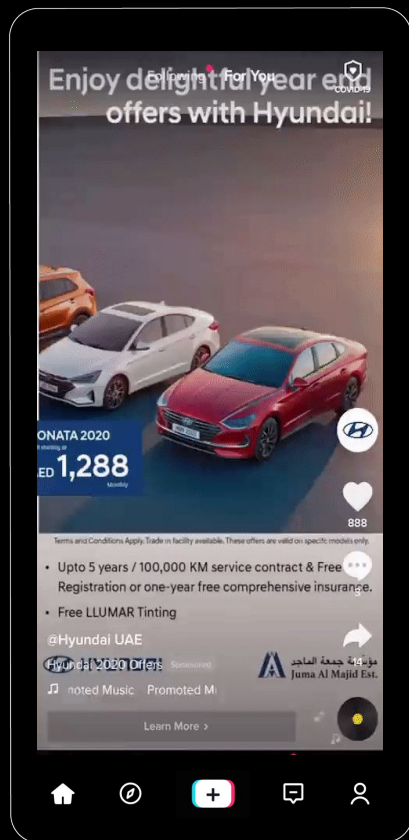 Following For You
Enjoy delightful year end
COVID-19
offers with Hyundai!
ONATA 2020
ED 1,288
Monthly
888
Terms and Conditions Apply. Trade in facility available. These offers are valid on specific models only.
• Upto 5 years / 100,000 KM service contract & Free
Registration or one-year free comprehensive insurance.
3
• Free LLUMAR Tinting
@Hyundai UAE
Hyundai 2020 Offers Sponsored
HYUNDAI
14
مؤسسة جمعة الماجد
Juma Al Majid Est.
noted Music Promoted Mu
Learn More >